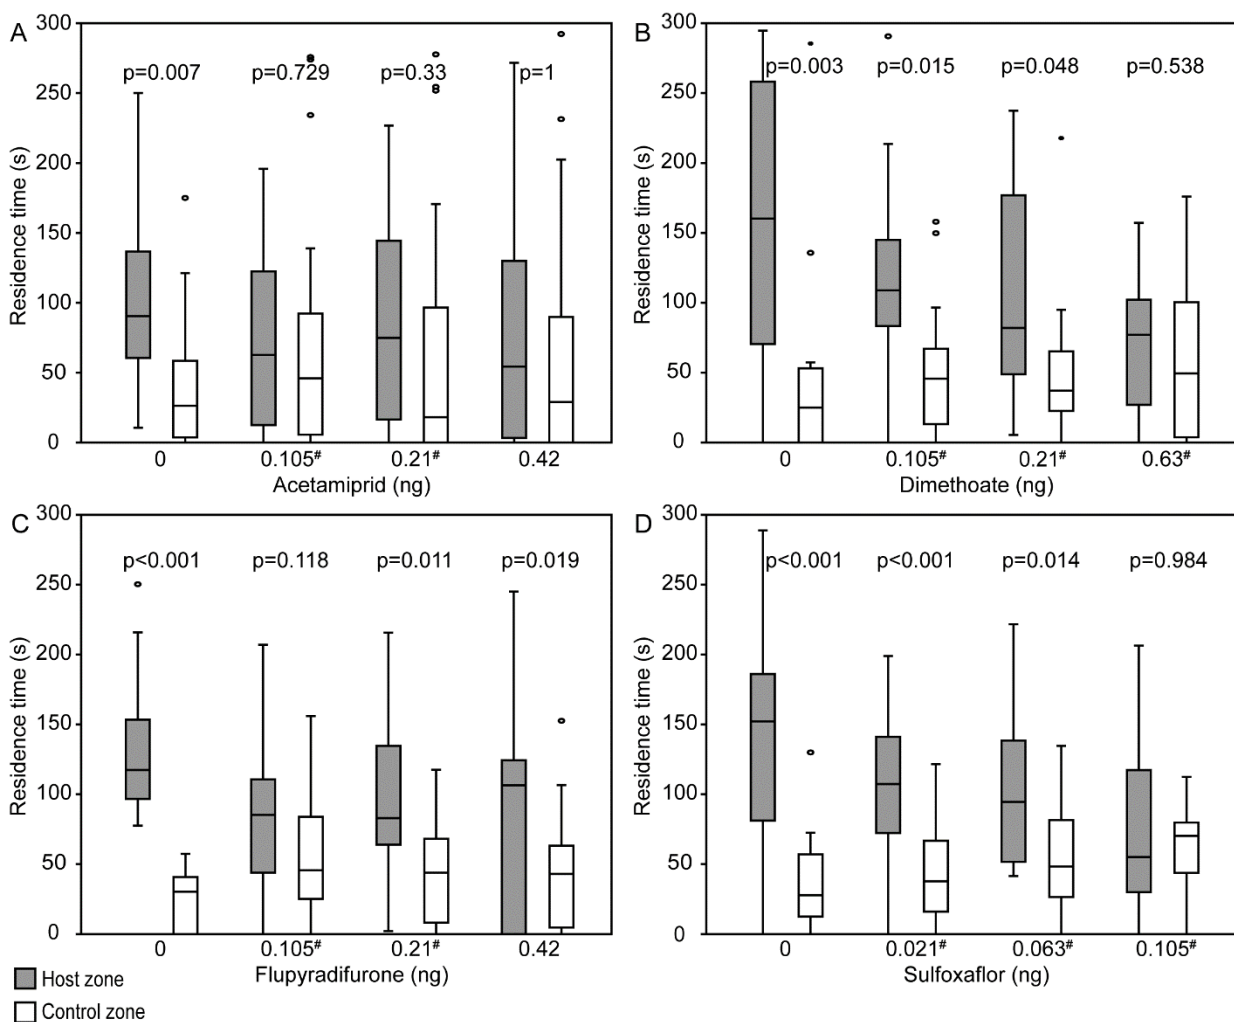 A
300
250
200
150
100
50
0
Residence time (s)
p=0.007 p=0.729 p=0.33 p=1
0 0.105# 0.21# 0.42
Acetamiprid (ng)
B
300
250
200
150
100
50
0
Residence time (s)
p=0.003 p=0.015 p=0.048 p=0.538
0 0.105# 0.21# 0.63#
Dimethoate (ng)
C
300
250
200
150
100
50
0
Residence time (s)
p<0.001 p=0.118 p=0.011 p=0.019
0 0.105# 0.21# 0.42
Flupyradifurone (ng)
D
300
250
200
150
100
50
0
Residence time (s)
p<0.001 p<0.001 p=0.014 p=0.984
0 0.021# 0.063# 0.105#
Sulfoxaflor (ng)
Host zone
Control zone